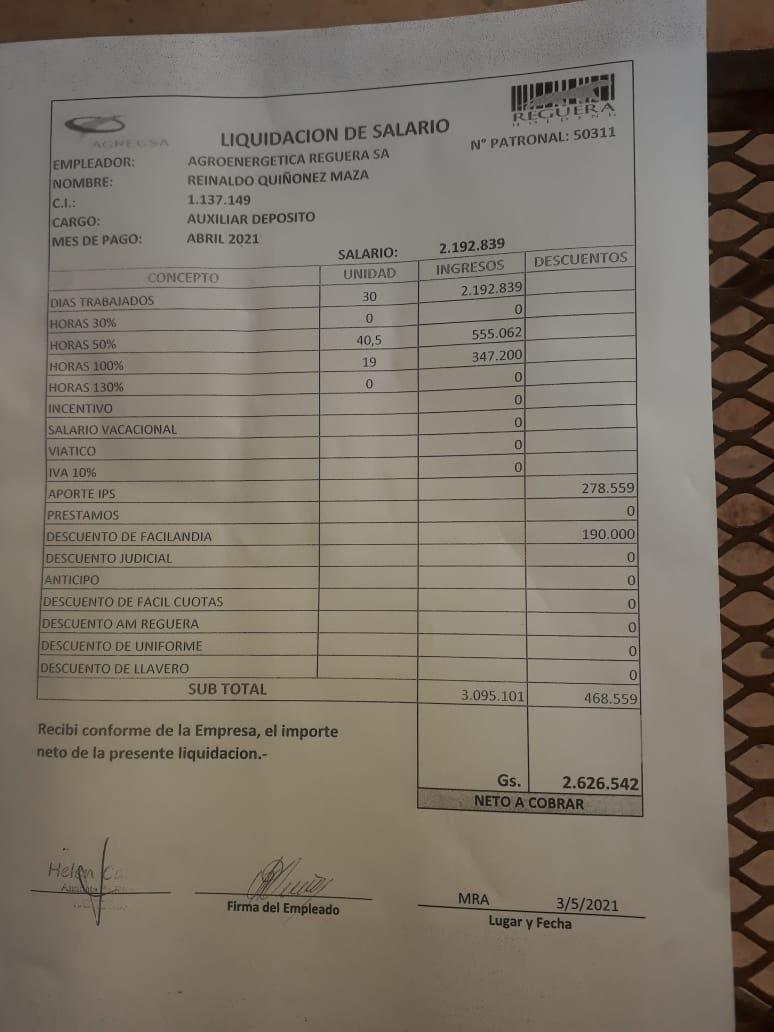 AGREGSA
REGUERA
HOLDING
LIQUIDACION DE SALARIO
N° PATRONAL: 50311
EMPLEADOR: AGROENERGETICA REGUERA SA
NOMBRE: REINALDO QUIÑONEZ MAZA
C.I.: 1.137.149
CARGO: AUXILIAR DEPOSITO
MES DE PAGO: ABRIL 2021
SALARIO: 2.192.839
CONCEPTO UNIDAD INGRESOS DESCUENTOS
DIAS TRABAJADOS 30 2.192.839
HORAS 30% 0 0
HORAS 50% 40,5 555.062
HORAS 100% 19 347.200
HORAS 130% 0 0
INCENTIVO 0
SALARIO VACACIONAL 0
VIATICO 0
IVA 10% 0
APORTE IPS 278.559
PRESTAMOS 0
DESCUENTO DE FACILANDIA 190.000
DESCUENTO JUDICIAL 0
ANTICIPO 0
DESCUENTO DE FACIL CUOTAS 0
DESCUENTO AM REGUERA 0
DESCUENTO DE UNIFORME 0
DESCUENTO DE LLAVERO 0
SUB TOTAL 3.095.101 468.559
Recibi conforme de la Empresa, el importe
neto de la presente liquidacion.-
Gs. 2.626.542
NETO A COBRAR
Helen
Firma del Empleado
MRA 3/5/2021
Lugar y Fecha